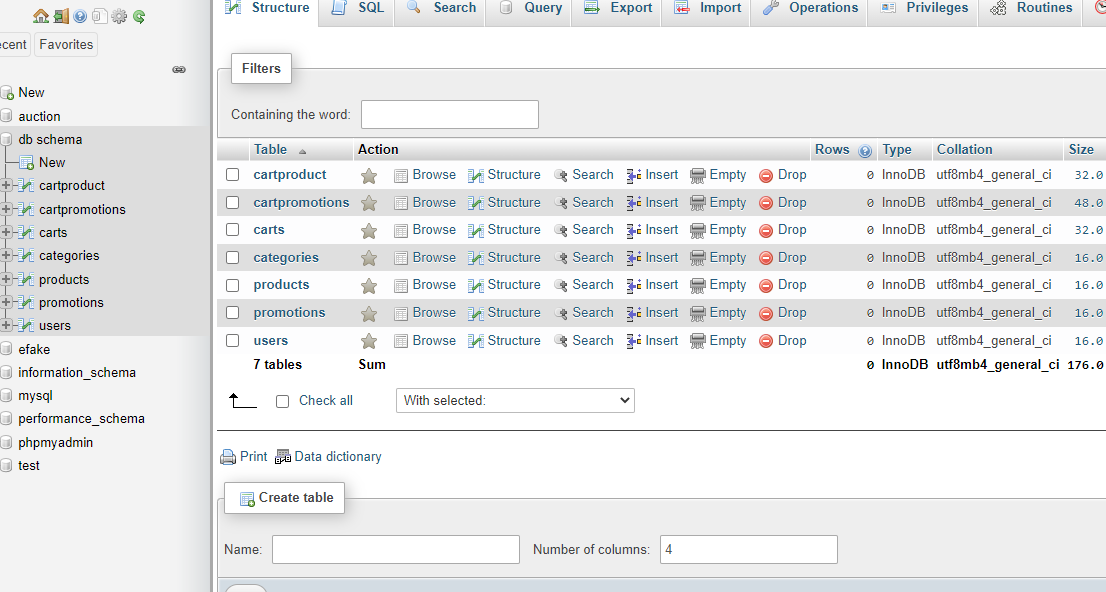 Structure SQL Search Query Export Import Operations Privileges Routines
Favorites
New
auction
db schema
New
cartproduct
cartpromotions
carts
categories
products
promotions
users
efake
information_schema
mysql
performance_schema
phpmyadmin
test
Filters
Containing the word:
Table Action Rows Type Collation Size
cartproduct Browse Structure Search Insert Empty Drop 0 InnoDB utf8mb4_general_ci 32.0
cartpromotions Browse Structure Search Insert Empty Drop 0 InnoDB utf8mb4_general_ci 48.0
carts Browse Structure Search Insert Empty Drop 0 InnoDB utf8mb4_general_ci 32.0
categories Browse Structure Search Insert Empty Drop 0 InnoDB utf8mb4_general_ci 16.0
products Browse Structure Search Insert Empty Drop 0 InnoDB utf8mb4_general_ci 16.0
promotions Browse Structure Search Insert Empty Drop 0 InnoDB utf8mb4_general_ci 16.0
users Browse Structure Search Insert Empty Drop 0 InnoDB utf8mb4_general_ci 16.0
7 tables Sum 0 InnoDB utf8mb4_general_ci 176.0
Check all With selected:
Print Data dictionary
Create table
Name: Number of columns: 4